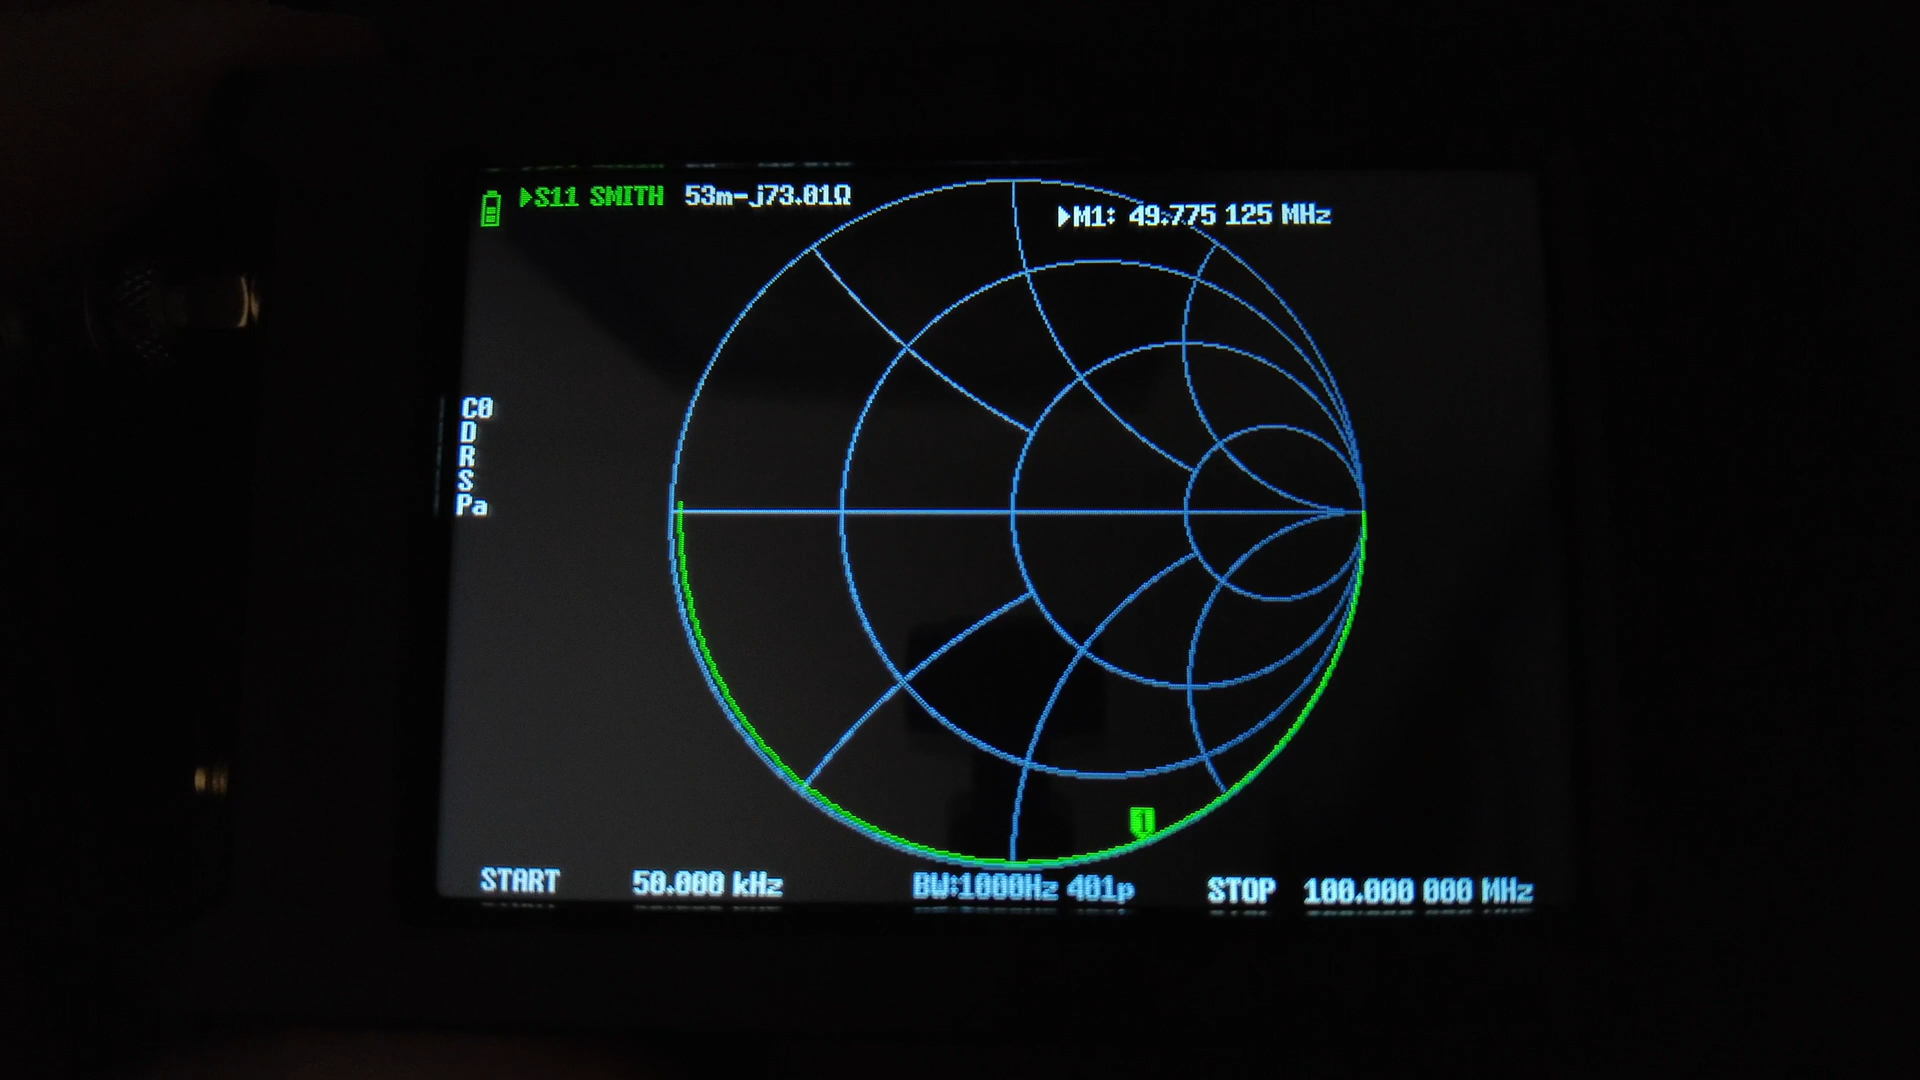 S11 SMITH 53m-j73.01Ω
M1: 49.775 125 MHz
C0
D
R
S
Pa
1
START 50.000 kHz BW:1000Hz 401p STOP 100.000 000 MHz